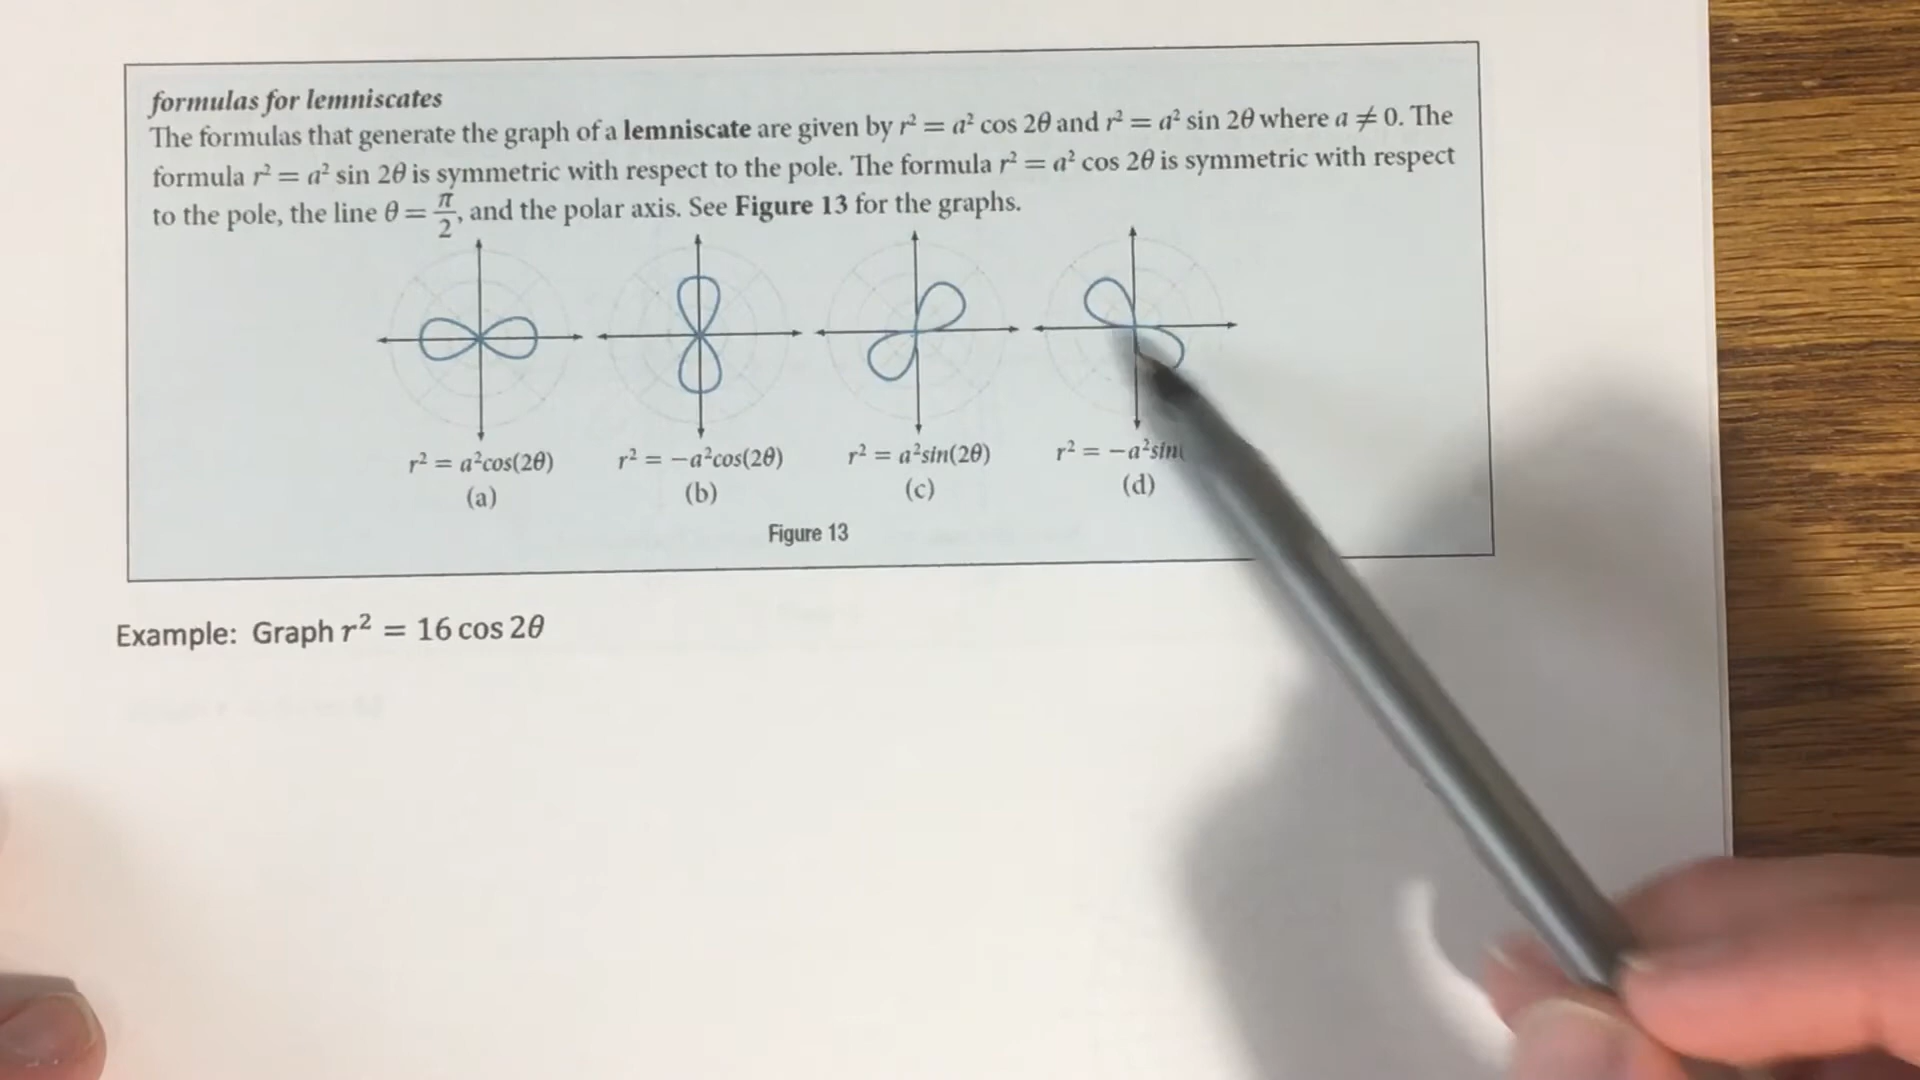 formulas for lemniscates
The formulas that generate the graph of a lemniscate are given by r² = a² cos 2θ and r² = a² sin 2θ where a ≠ 0. The
formula r² = a² sin 2θ is symmetric with respect to the pole. The formula r² = a² cos 2θ is symmetric with respect
to the pole, the line θ = π/2, and the polar axis. See Figure 13 for the graphs.
r² = a²cos(2θ) r² = −a²cos(2θ) r² = a²sin(2θ) r² = −a²sin(
(a) (b) (c) (d)
Figure 13
Example: Graph r² = 16 cos 2θ